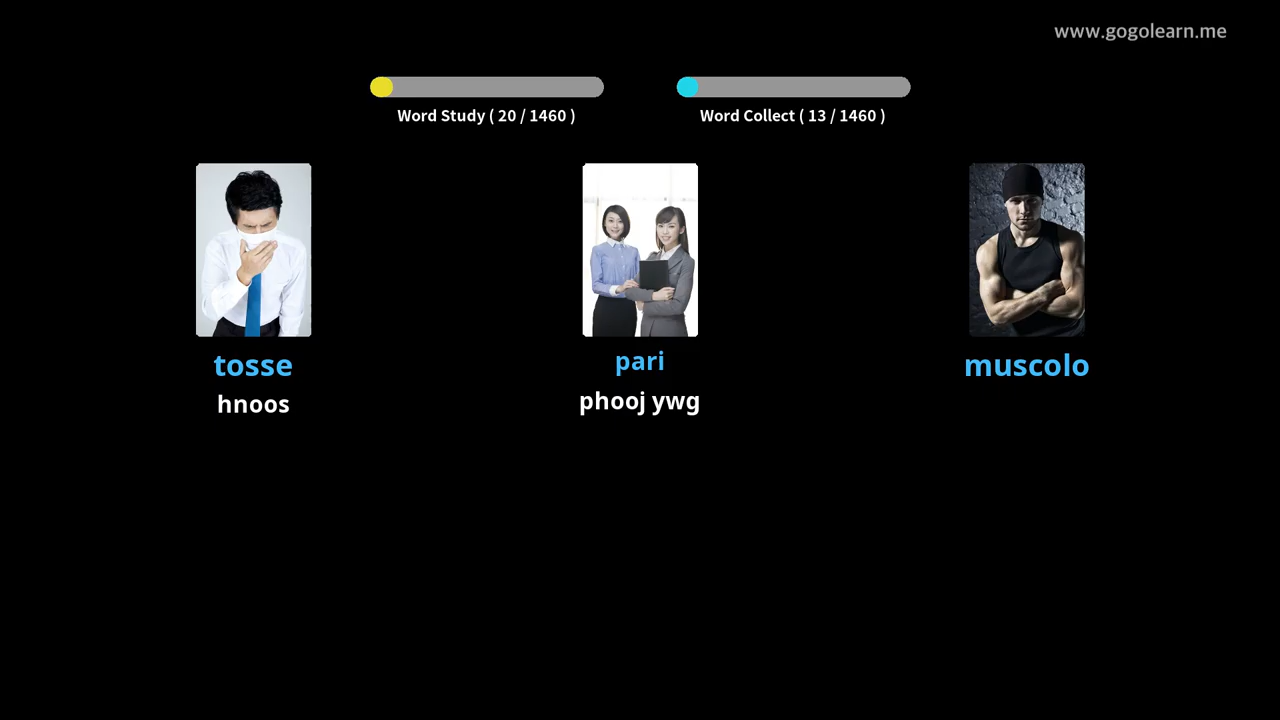 www.gogolearn.me
Word Study ( 20 / 1460 )
Word Collect ( 13 / 1460 )
tosse
hnoos
pari
phooj ywg
muscolo